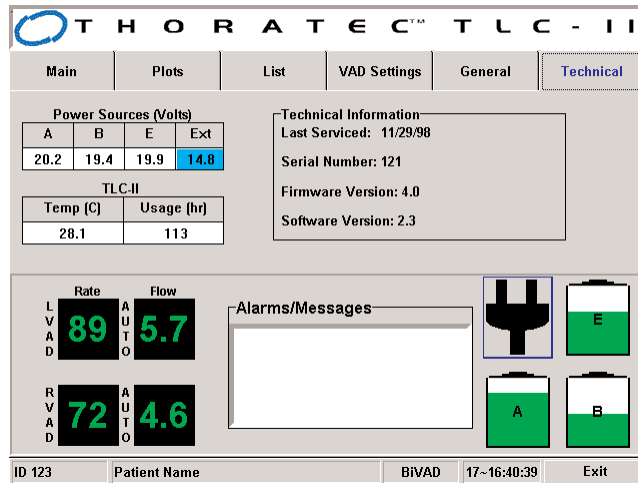 THORATEC™ TLC-II
Main Plots List VAD Settings General Technical
Power Sources (Volts)
A B E Ext
20.2 19.4 19.9 14.8
TLC-II
Temp (C) Usage (hr)
28.1 113
Technical Information
Last Serviced: 11/29/98
Serial Number: 121
Firmware Version: 4.0
Software Version: 2.3
Rate Flow
LVAD 89 AUTO 5.7
RVAD 72 AUTO 4.6
Alarms/Messages
E
A B
ID 123 Patient Name BiVAD 17~16:40:39 Exit